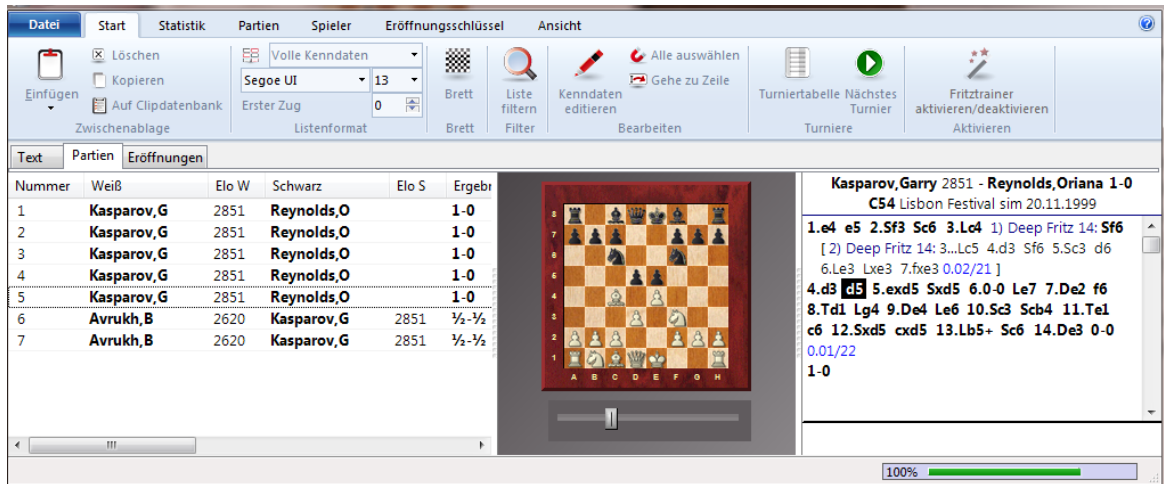 Datei Start Statistik Partien Spieler Eröffnungsschlüssel Ansicht
Löschen Volle Kenndaten Alle auswählen
Kopieren Segoe UI 13 Gehe zu Zeile
Einfügen Auf Clipdatenbank Erster Zug 0 Brett Liste filtern Kenndaten editieren Turniertabelle Nächstes Turnier Fritztrainer aktivieren/deaktivieren
Zwischenablage Listenformat Brett Filter Bearbeiten Turniere Aktivieren
Text Partien Eröffnungen
Nummer Weiß Elo W Schwarz Elo S Ergebr
1 Kasparov,G 2851 Reynolds,O 1-0
2 Kasparov,G 2851 Reynolds,O 1-0
3 Kasparov,G 2851 Reynolds,O 1-0
4 Kasparov,G 2851 Reynolds,O 1-0
5 Kasparov,G 2851 Reynolds,O 1-0
6 Avrukh,B 2620 Kasparov,G 2851 ½-½
7 Avrukh,B 2620 Kasparov,G 2851 ½-½
8
7
6
5
4
3
2
1
A B C D E F G H
Kasparov,Garry 2851 - Reynolds,Oriana 1-0
C54 Lisbon Festival sim 20.11.1999
1.e4 e5 2.Sf3 Sc6 3.Lc4 1) Deep Fritz 14: Sf6
[ 2) Deep Fritz 14: 3...Lc5 4.d3 Sf6 5.Sc3 d6
6.Le3 Lxe3 7.fxe3 0.02/21 ]
4.d3 d5 5.exd5 Sxd5 6.0-0 Le7 7.De2 f6
8.Td1 Lg4 9.De4 Le6 10.Sc3 Scb4 11.Te1
c6 12.Sxd5 cxd5 13.Lb5+ Sc6 14.De3 0-0
0.01/22
1-0
100%